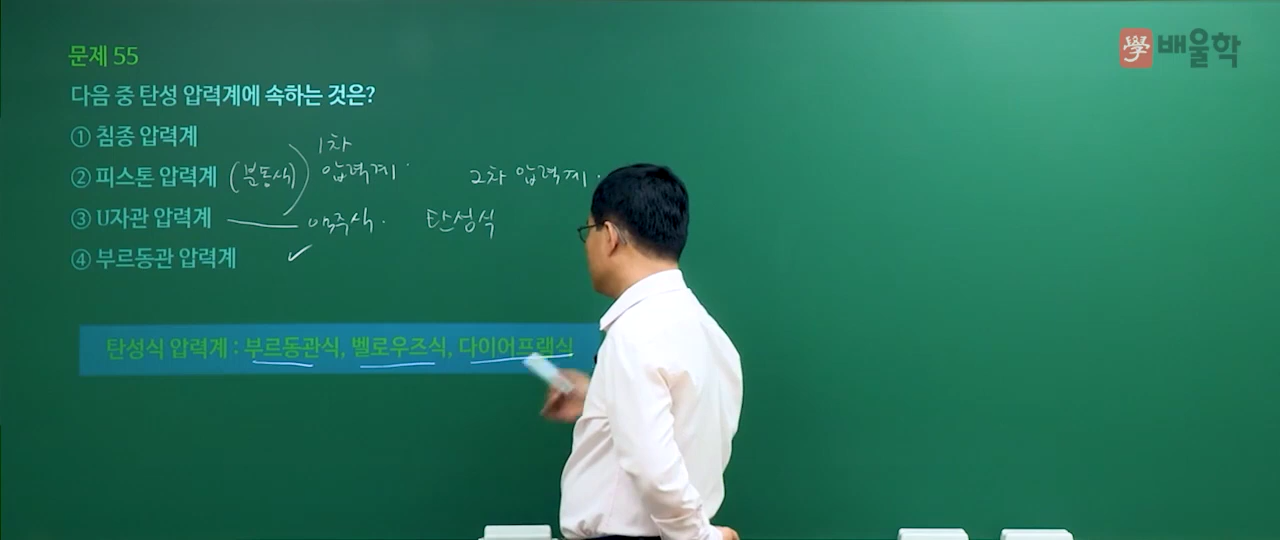 學 배울학
문제 55
다음 중 탄성 압력계에 속하는 것은?
① 침종 압력계
1차
② 피스톤 압력계 (분동식) 압력계. 2차 압력계.
③ U자관 압력계 액주식. 탄성식
④ 부르동관 압력계 ✓
탄성식 압력계 : 부르동관식, 벨로우즈식, 다이어프램식